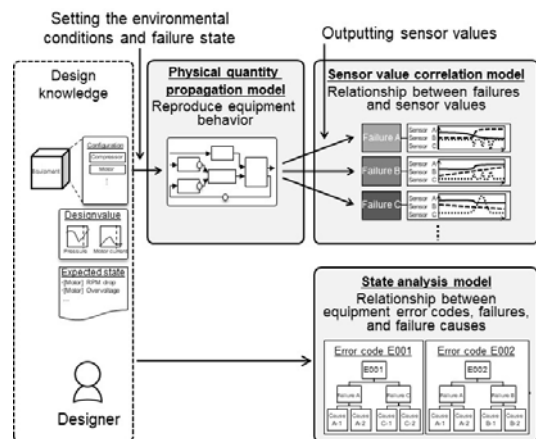 Setting the environmental
conditions and failure state
Outputting sensor values
Design
knowledge
Configuration
Compressor
Motor
Equipment
Design value
Pressure
Motor current
Expected state
-[Motor] RPM drop
-[Motor] Overvoltage
...
Designer
Physical quantity
propagation model
Reproduce equipment
behavior
Sensor value correlation model
Relationship between failures
and sensor values
Failure A
Sensor A
Sensor B
Sensor C
Failure B
Sensor A
Sensor B
Sensor C
Failure C
Sensor A
Sensor B
Sensor C
State analysis model
Relationship between
equipment error codes, failures,
and failure causes
Error code E001
E001
Failure A
Failure C
Cause
A-1
Cause
A-2
Cause
C-1
Cause
C-2
Error code E002
E002
Failure A
Failure B
Cause
A-1
Cause
A-2
Cause
B-1
Cause
B-2